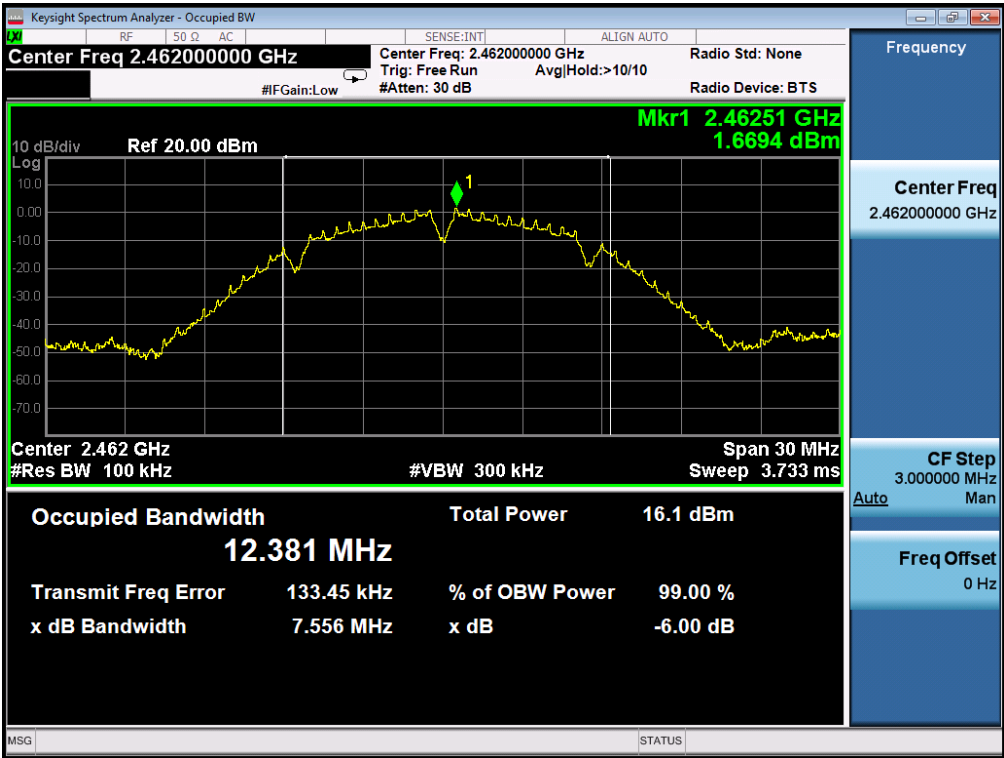 Keysight Spectrum Analyzer - Occupied BW
LXI RF 50 Ω AC SENSE:INT ALIGN AUTO
Center Freq 2.462000000 GHz
#IFGain:Low
Center Freq: 2.462000000 GHz
Trig: Free Run Avg|Hold:>10/10
#Atten: 30 dB
Radio Std: None
Radio Device: BTS
Mkr1 2.46251 GHz
1.6694 dBm
10 dB/div Ref 20.00 dBm
Log
10.0
0.00
-10.0
-20.0
-30.0
-40.0
-50.0
-60.0
-70.0
1
Center 2.462 GHz Span 30 MHz
#Res BW 100 kHz #VBW 300 kHz Sweep 3.733 ms
Occupied Bandwidth Total Power 16.1 dBm
12.381 MHz
Transmit Freq Error 133.45 kHz % of OBW Power 99.00 %
x dB Bandwidth 7.556 MHz x dB -6.00 dB
Frequency
Center Freq
2.462000000 GHz
CF Step
3.000000 MHz
Auto Man
Freq Offset
0 Hz
MSG STATUS